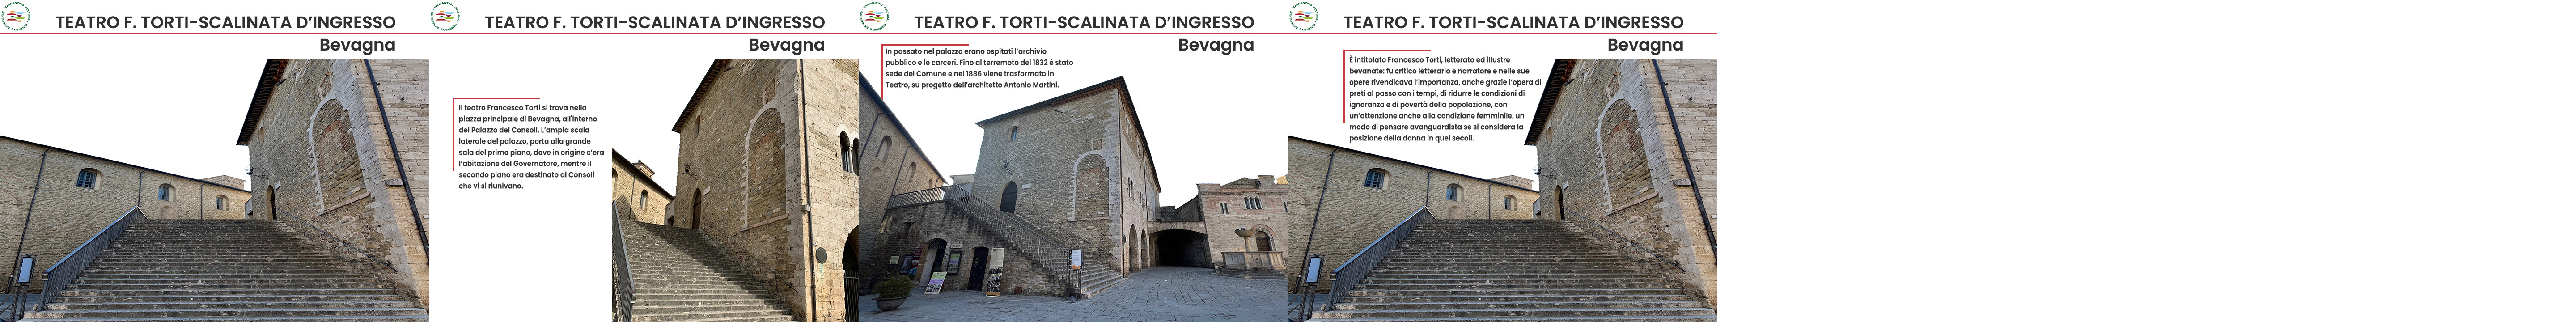 TEATRO F. TORTI-SCALINATA D'INGRESSO
Bevagna
TEATRO F. TORTI-SCALINATA D'INGRESSO
Bevagna
Il teatro Francesco Torti si trova nella
piazza principale di Bevagna, all'interno
del Palazzo dei Consoli. L'ampia scala
laterale del palazzo, porta alla grande
sala del primo piano, dove in origine c'era
l'abitazione del Governatore, mentre il
secondo piano era destinato ai Consoli
che vi si riunivano.
TEATRO F. TORTI-SCALINATA D'INGRESSO
Bevagna
In passato nel palazzo erano ospitati l'archivio
pubblico e le carceri. Fino al terremoto del 1832 è stato
sede del Comune e nel 1886 viene trasformato in
Teatro, su progetto dell'architetto Antonio Martini.
TEATRO F. TORTI-SCALINATA D'INGRESSO
Bevagna
È intitolato Francesco Torti, letterato ed illustre
bevanate: fu critico letterario e narratore e nelle sue
opere rivendicava l'importanza, anche grazie l'opera di
preti al passo con i tempi, di ridurre le condizioni di
ignoranza e di povertà della popolazione, con
un'attenzione anche alla condizione femminile, un
modo di pensare avanguardista se si considera la
posizione della donna in quei secoli.